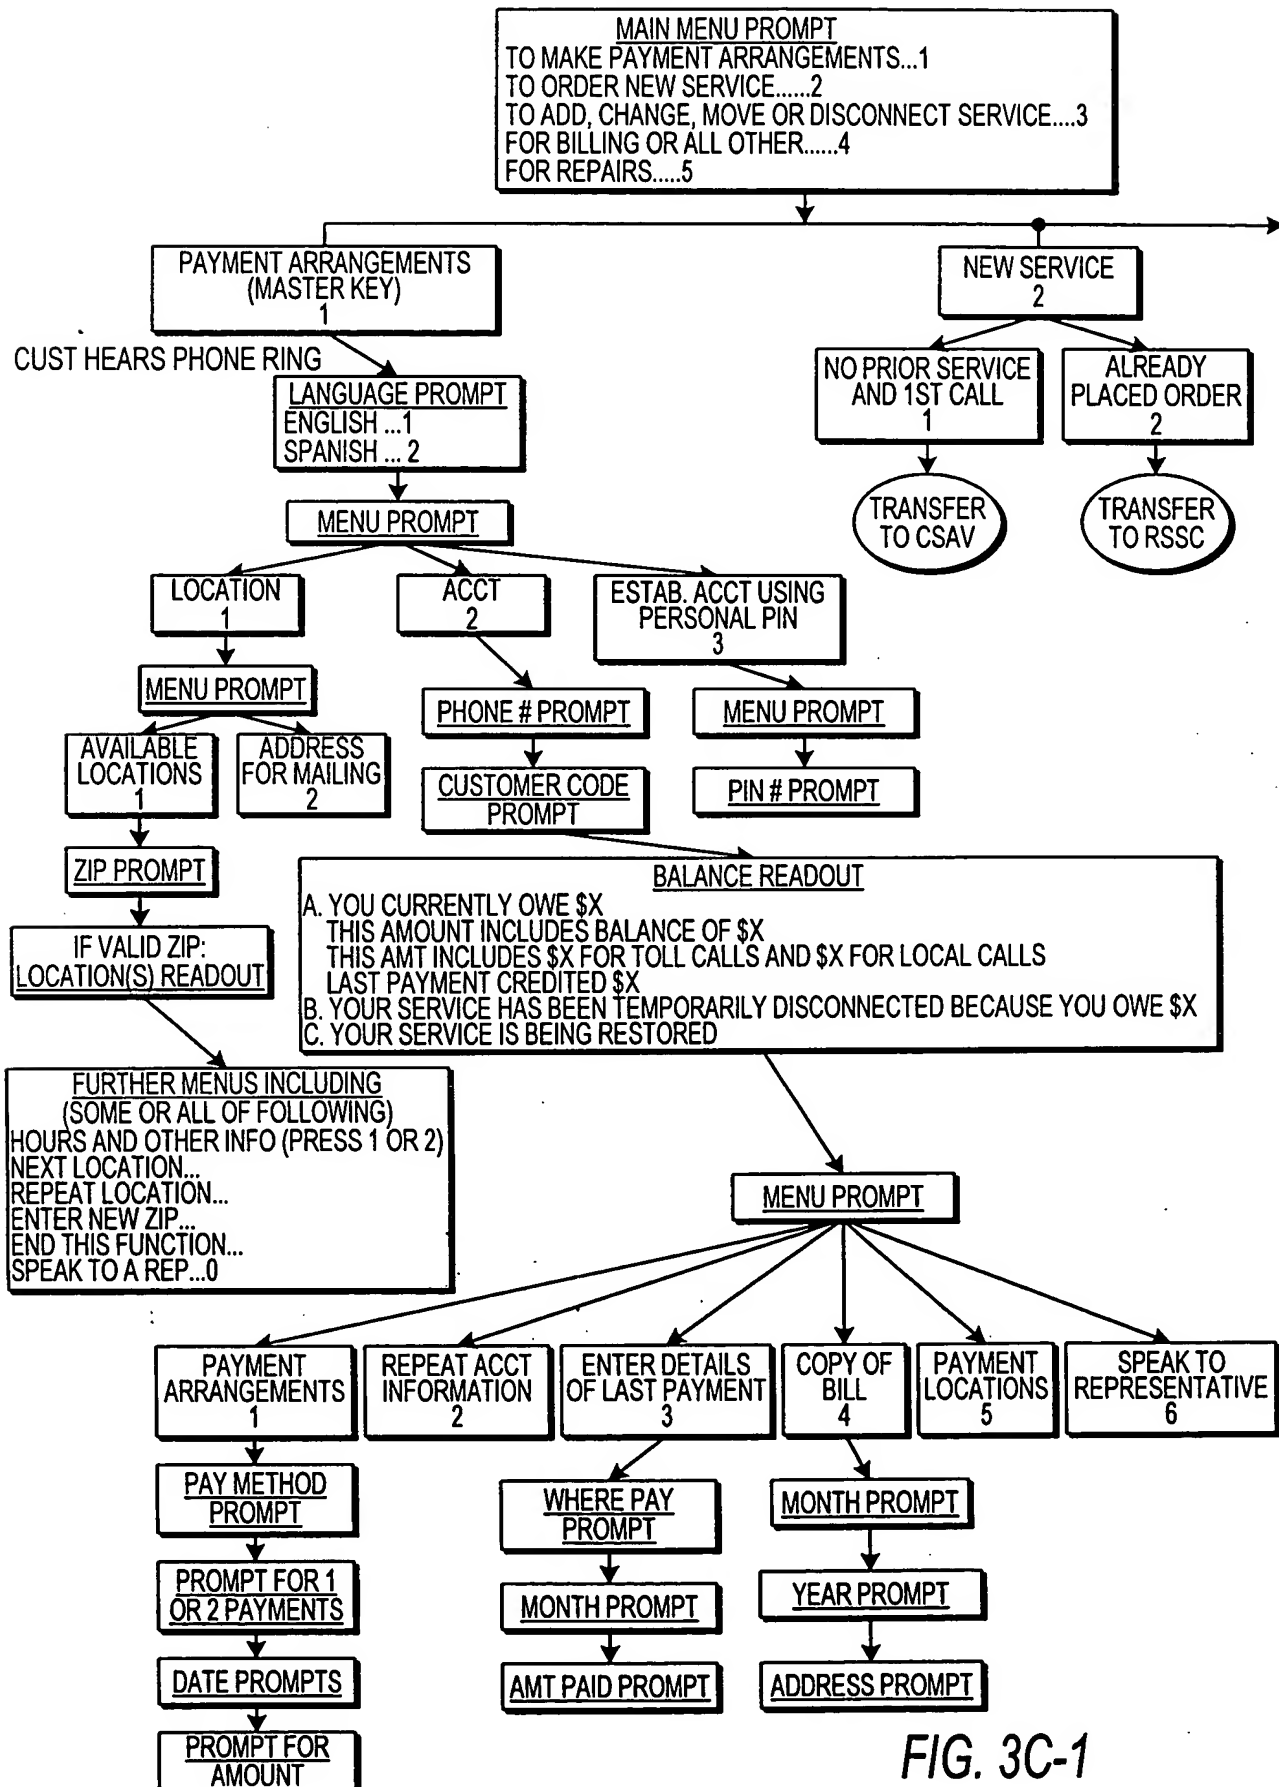 MAIN MENU PROMPT
TO MAKE PAYMENT ARRANGEMENTS...1
TO ORDER NEW SERVICE......2
TO ADD, CHANGE, MOVE OR DISCONNECT SERVICE....3
FOR BILLING OR ALL OTHER......4
FOR REPAIRS.....5
PAYMENT ARRANGEMENTS
(MASTER KEY)
1
NEW SERVICE
2
CUST HEARS PHONE RING
LANGUAGE PROMPT
ENGLISH ...1
SPANISH ... 2
NO PRIOR SERVICE
AND 1ST CALL
1
ALREADY
PLACED ORDER
2
MENU PROMPT
TRANSFER
TO CSAV
TRANSFER
TO RSSC
LOCATION
1
ACCT
2
ESTAB. ACCT USING
PERSONAL PIN
3
MENU PROMPT
PHONE # PROMPT
MENU PROMPT
AVAILABLE
LOCATIONS
1
ADDRESS
FOR MAILING
2
CUSTOMER CODE
PROMPT
PIN # PROMPT
ZIP PROMPT
IF VALID ZIP:
LOCATION(S) READOUT
BALANCE READOUT
A. YOU CURRENTLY OWE $X
THIS AMOUNT INCLUDES BALANCE OF $X
THIS AMT INCLUDES $X FOR TOLL CALLS AND $X FOR LOCAL CALLS
LAST PAYMENT CREDITED $X
B. YOUR SERVICE HAS BEEN TEMPORARILY DISCONNECTED BECAUSE YOU OWE $X
C. YOUR SERVICE IS BEING RESTORED
FURTHER MENUS INCLUDING
(SOME OR ALL OF FOLLOWING)
HOURS AND OTHER INFO (PRESS 1 OR 2)
NEXT LOCATION...
REPEAT LOCATION...
ENTER NEW ZIP...
END THIS FUNCTION...
SPEAK TO A REP...0
MENU PROMPT
PAYMENT
ARRANGEMENTS
1
REPEAT ACCT
INFORMATION
2
ENTER DETAILS
OF LAST PAYMENT
3
COPY OF
BILL
4
PAYMENT
LOCATIONS
5
SPEAK TO
REPRESENTATIVE
6
PAY METHOD
PROMPT
WHERE PAY
PROMPT
MONTH PROMPT
PROMPT FOR 1
OR 2 PAYMENTS
MONTH PROMPT
YEAR PROMPT
DATE PROMPTS
AMT PAID PROMPT
ADDRESS PROMPT
PROMPT FOR
AMOUNT
FIG. 3C-1